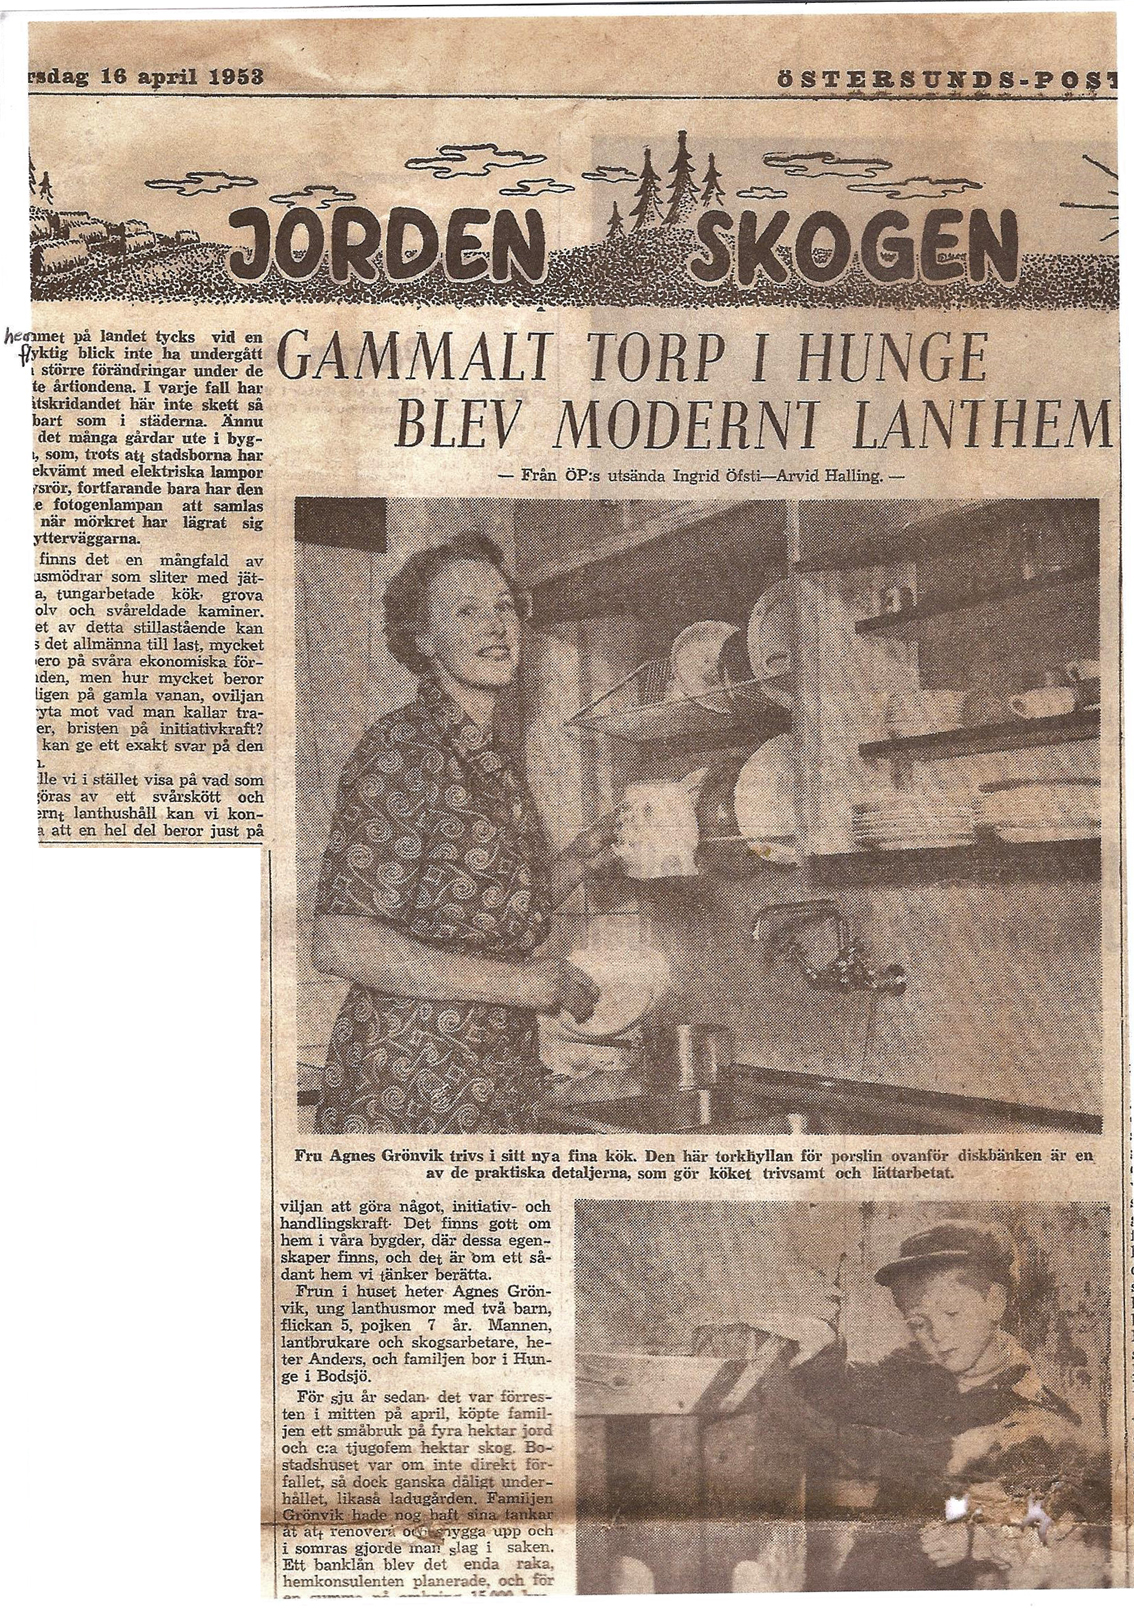 rsdag 16 april 1953
ÖSTERSUNDS-POST
JORDEN SKOGEN
GAMMALT TORP I HUNGE
BLEV MODERNT LANTHEM
— Från ÖP:s utsända Ingrid Öfsti—Arvid Halling. —
hemmet på landet tycks vid en
flyktig blick inte ha undergått
större förändringar under de
te årtiondena. I varje fall har
tskridandet här inte skett så
bart som i städerna. Ännu
det många gårdar ute i byg-
, som, trots att stadsborna har
ekvämt med elektriska lampor
ysrör, fortfarande bara har den
e fotogenlampan att samlas
när mörkret har lägrat sig
ytterväggarna.
finns det en mångfald av
usmödrar som sliter med jät-
a, tungarbetade kök, grova
olv och svåreldade kaminer.
et av detta stillastående kan
s det allmänna till last, mycket
ero på svåra ekonomiska för-
den, men hur mycket beror
ligen på gamla vanan, oviljan
ryta mot vad man kallar tra-
er, bristen på initiativkraft?
kan ge ett exakt svar på den
n.
lle vi i stället visa på vad som
göras av ett svårskött och
ernt lanthushåll kan vi kon-
a att en hel del beror just på
Fru Agnes Grönvik trivs i sitt nya fina kök. Den här torkhyllan för porslin ovanför diskbänken är en
av de praktiska detaljerna, som gör köket trivsamt och lättarbetat.
viljan att göra något, initiativ- och
handlingskraft. Det finns gott om
hem i våra bygder, där dessa egen-
skaper finns, och det är om ett så-
dant hem vi tänker berätta.
Frun i huset heter Agnes Grön-
vik, ung lanthusmor med två barn,
flickan 5, pojken 7 år. Mannen,
lantbrukare och skogsarbetare, he-
ter Anders, och familjen bor i Hun-
ge i Bodsjö.
För sju år sedan, det var förres-
ten i mitten på april, köpte famil-
jen ett småbruk på fyra hektar jord
och c:a tjugofem hektar skog. Bo-
stadshuset var om inte direkt för-
fallet, så dock ganska dåligt under-
hållet, likaså ladugården. Familjen
Grönvik hade nog haft sina tankar
åt att renovera och snygga upp och
i somras gjorde man slag i saken.
Ett banklån blev det enda raka,
hemkonsulenten planerade, och för
en summa på omkring 15.000 kr.